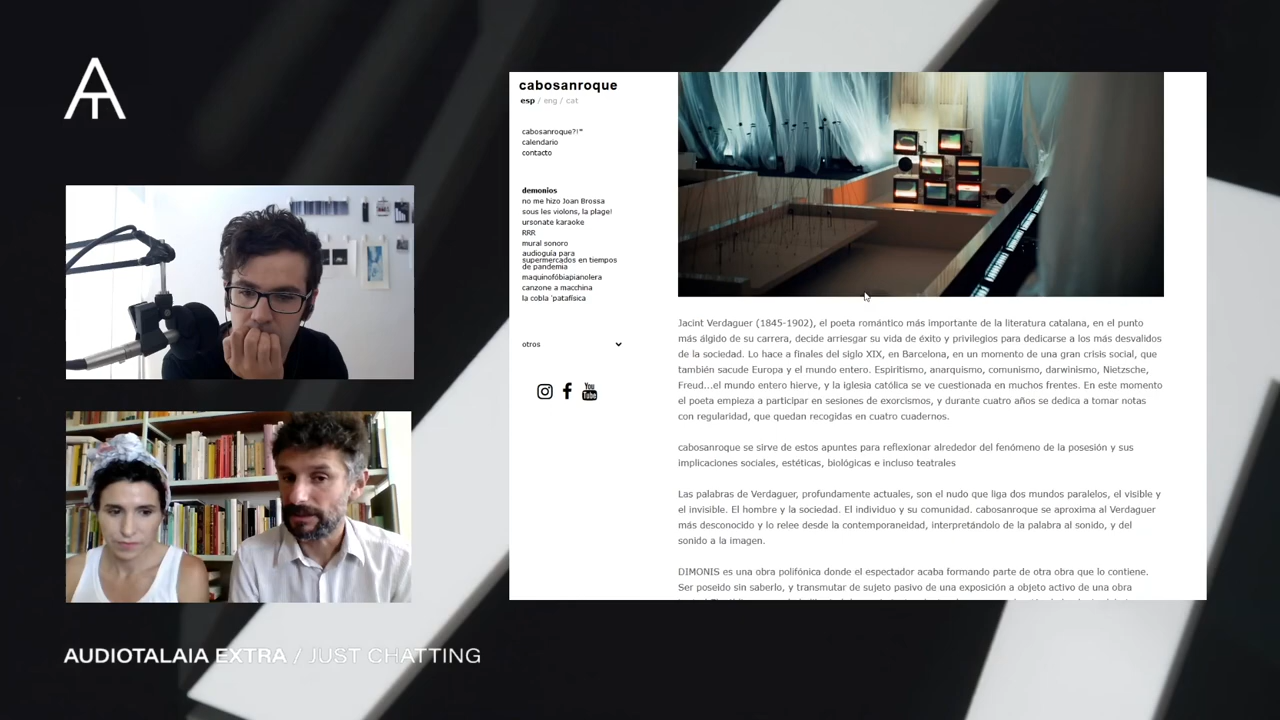 AT
cabosanroque
esp / eng / cat
cabosanroque?!*
calendario
contacto
demonios
no me hizo Joan Brossa
sous les violons, la plage!
ursonate karaoke
RRR
mural sonoro
audioguía para
supermercados en tiempos
de pandemia
maquinofòbiapianolera
canzone a macchina
la cobla 'patafísica
otros
You
Tube
Jacint Verdaguer (1845-1902), el poeta romántico más importante de la literatura catalana, en el punto
más álgido de su carrera, decide arriesgar su vida de éxito y privilegios para dedicarse a los más desvalidos
de la sociedad. Lo hace a finales del siglo XIX, en Barcelona, en un momento de una gran crisis social, que
también sacude Europa y el mundo entero. Espiritismo, anarquismo, comunismo, darwinismo, Nietzsche,
Freud...el mundo entero hierve, y la iglesia católica se ve cuestionada en muchos frentes. En este momento
el poeta empieza a participar en sesiones de exorcismos, y durante cuatro años se dedica a tomar notas
con regularidad, que quedan recogidas en cuatro cuadernos.
cabosanroque se sirve de estos apuntes para reflexionar alrededor del fenómeno de la posesión y sus
implicaciones sociales, estéticas, biológicas e incluso teatrales
Las palabras de Verdaguer, profundamente actuales, son el nudo que liga dos mundos paralelos, el visible y
el invisible. El hombre y la sociedad. El individuo y su comunidad. cabosanroque se aproxima al Verdaguer
más desconocido y lo relee desde la contemporaneidad, interpretándolo de la palabra al sonido, y del
sonido a la imagen.
DIMONIS es una obra polifónica donde el espectador acaba formando parte de otra obra que lo contiene.
Ser poseido sin saberlo, y transmutar de sujeto pasivo de una exposición a objeto activo de una obra
AUDIOTALAIA EXTRA / JUST CHATTING